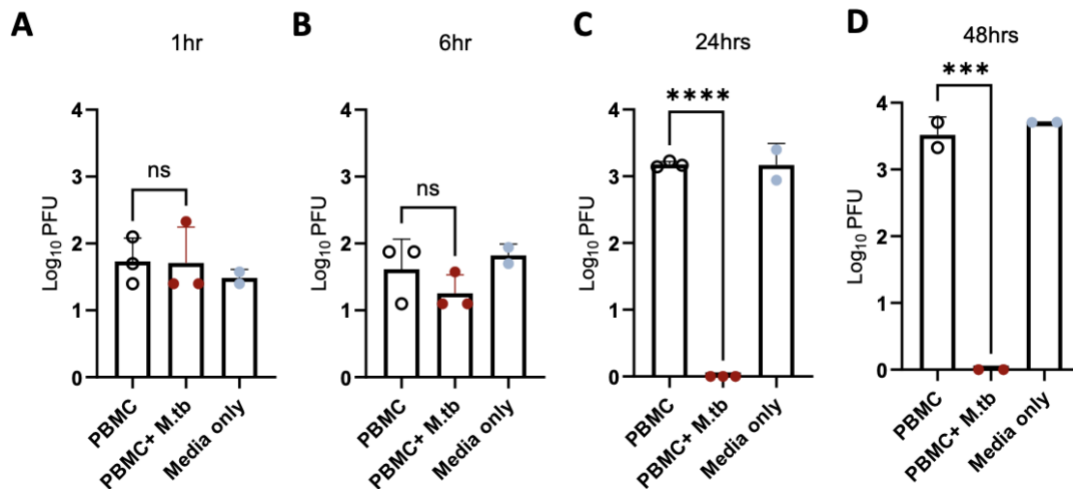 A
1hr
ns
4
3
2
1
0
Log10 PFU
PBMC
PBMC+ M.tb
Media only
B
6hr
ns
4
3
2
1
0
Log10 PFU
PBMC
PBMC+ M.tb
Media only
C
24hrs
****
4
3
2
1
0
Log10 PFU
PBMC
PBMC+ M.tb
Media only
D
48hrs
***
4
3
2
1
0
Log10 PFU
PBMC
PBMC+ M.tb
Media only